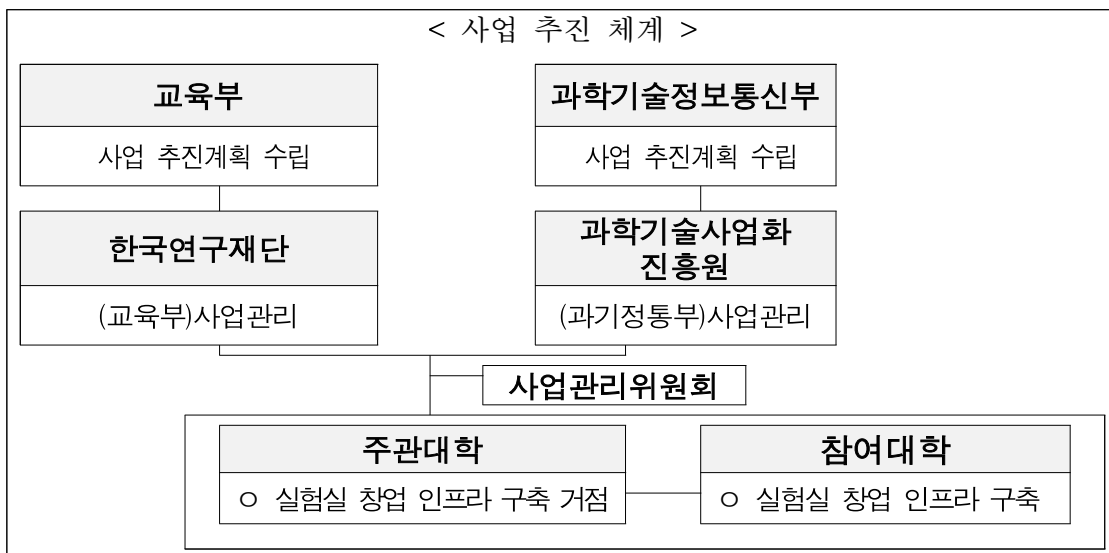 < 사업 추진 체계 >
교육부
사업 추진계획 수립
과학기술정보통신부
사업 추진계획 수립
한국연구재단
(교육부)사업관리
과학기술사업화
진흥원
(과기정통부)사업관리
사업관리위원회
주관대학
ㅇ 실험실 창업 인프라 구축 거점
참여대학
ㅇ 실험실 창업 인프라 구축